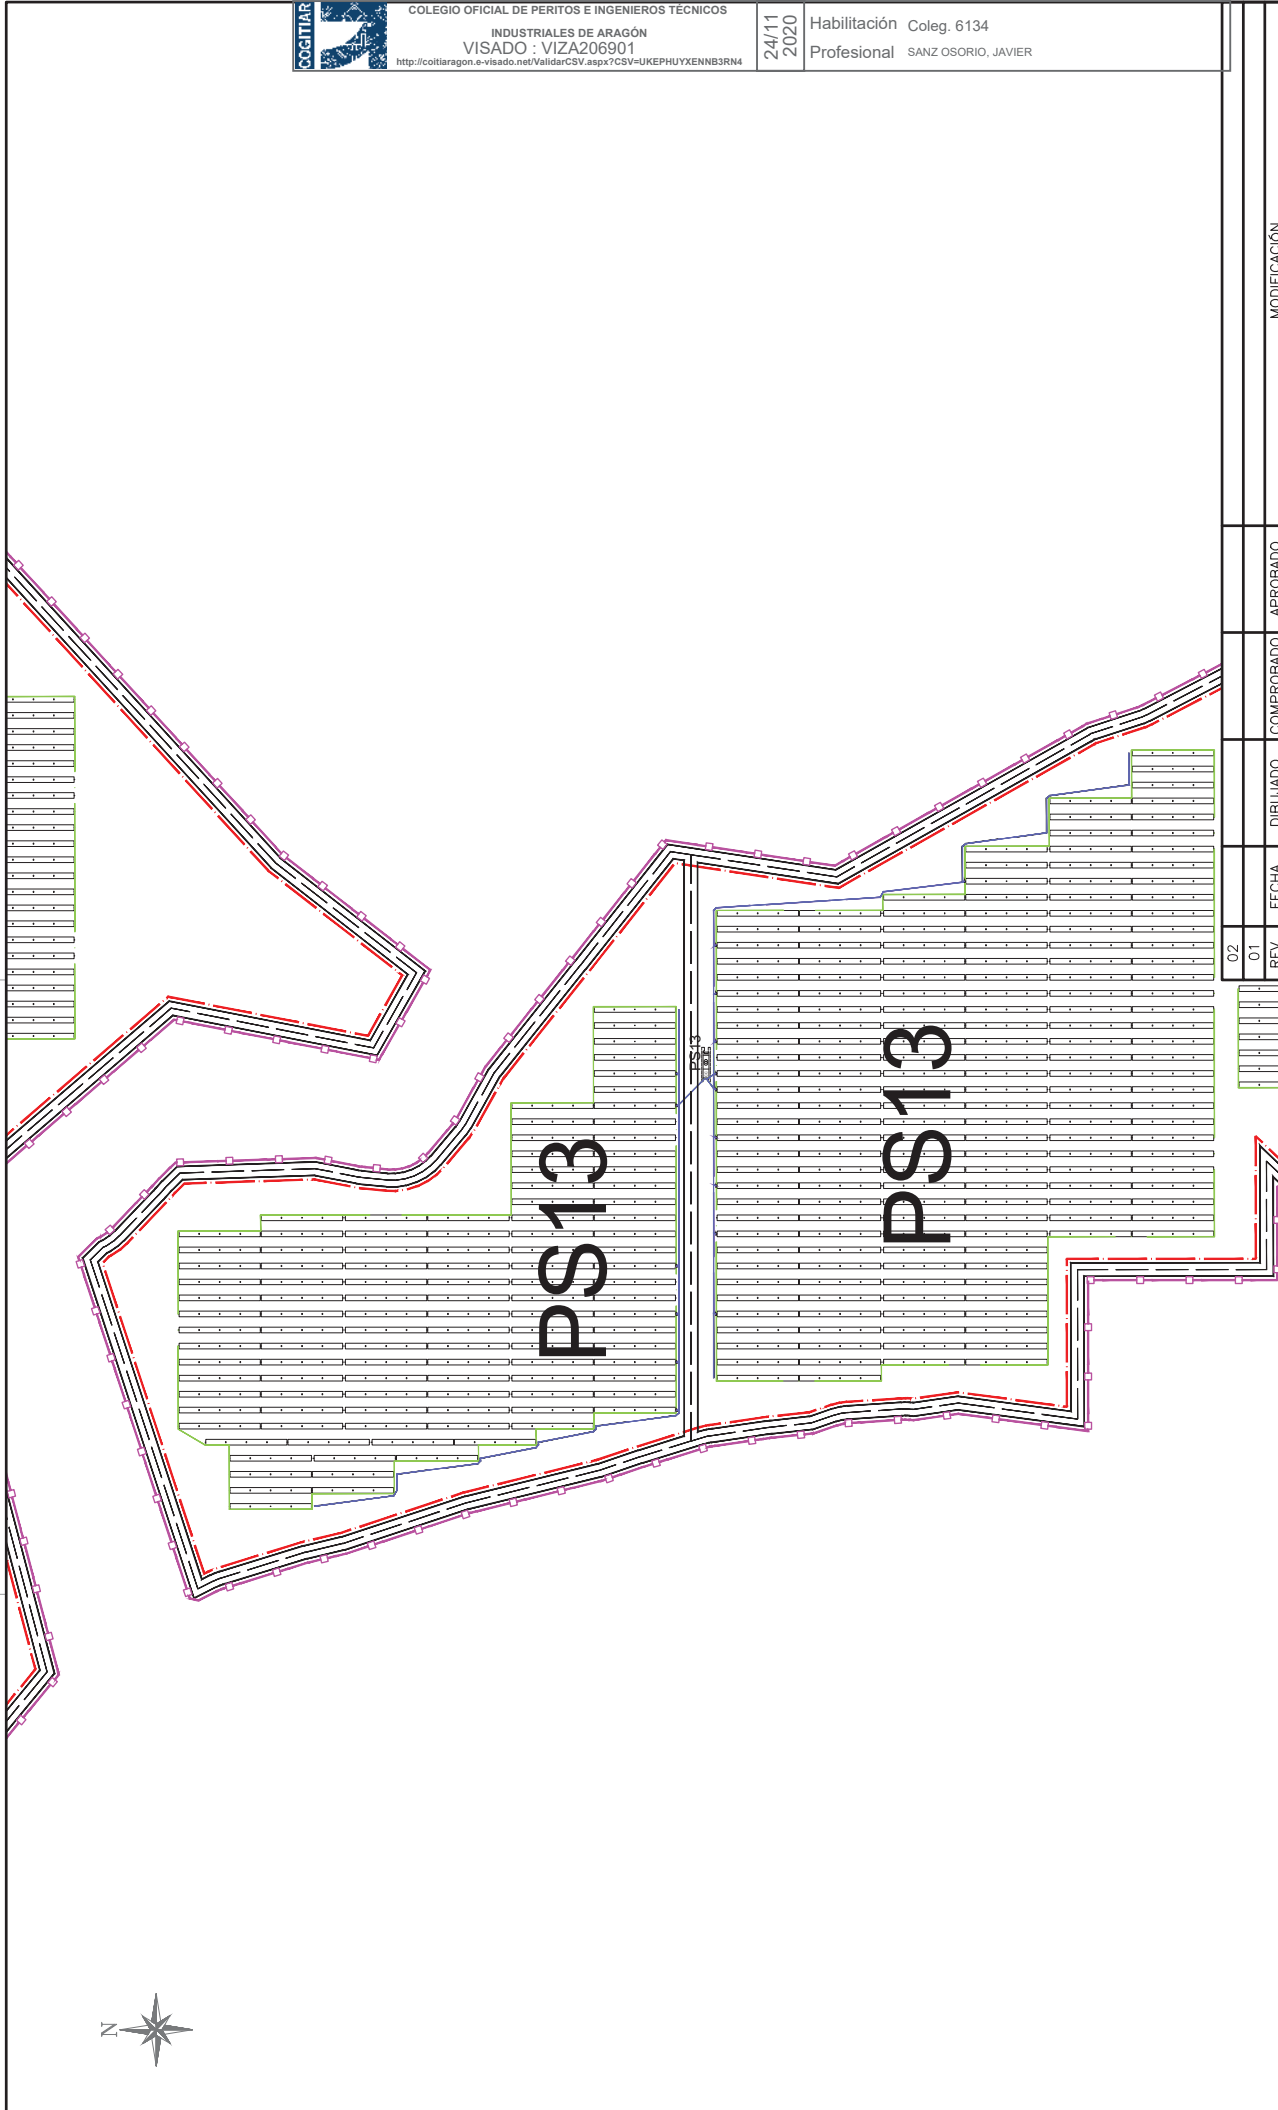 COGITIAR
COLEGIO OFICIAL DE PERITOS E INGENIEROS TÉCNICOS
INDUSTRIALES DE ARAGÓN
VISADO : VIZA206901
http://coitiaragon.e-visado.net/ValidarCSV.aspx?CSV=UKEPHUYXENNB3RN4
24/11
2020
Habilitación Coleg. 6134
Profesional SANZ OSORIO, JAVIER
PS13
PS13
PS13
N
02
01
REV. FECHA DIBUJADO COMPROBADO APROBADO MODIFICACIÓN